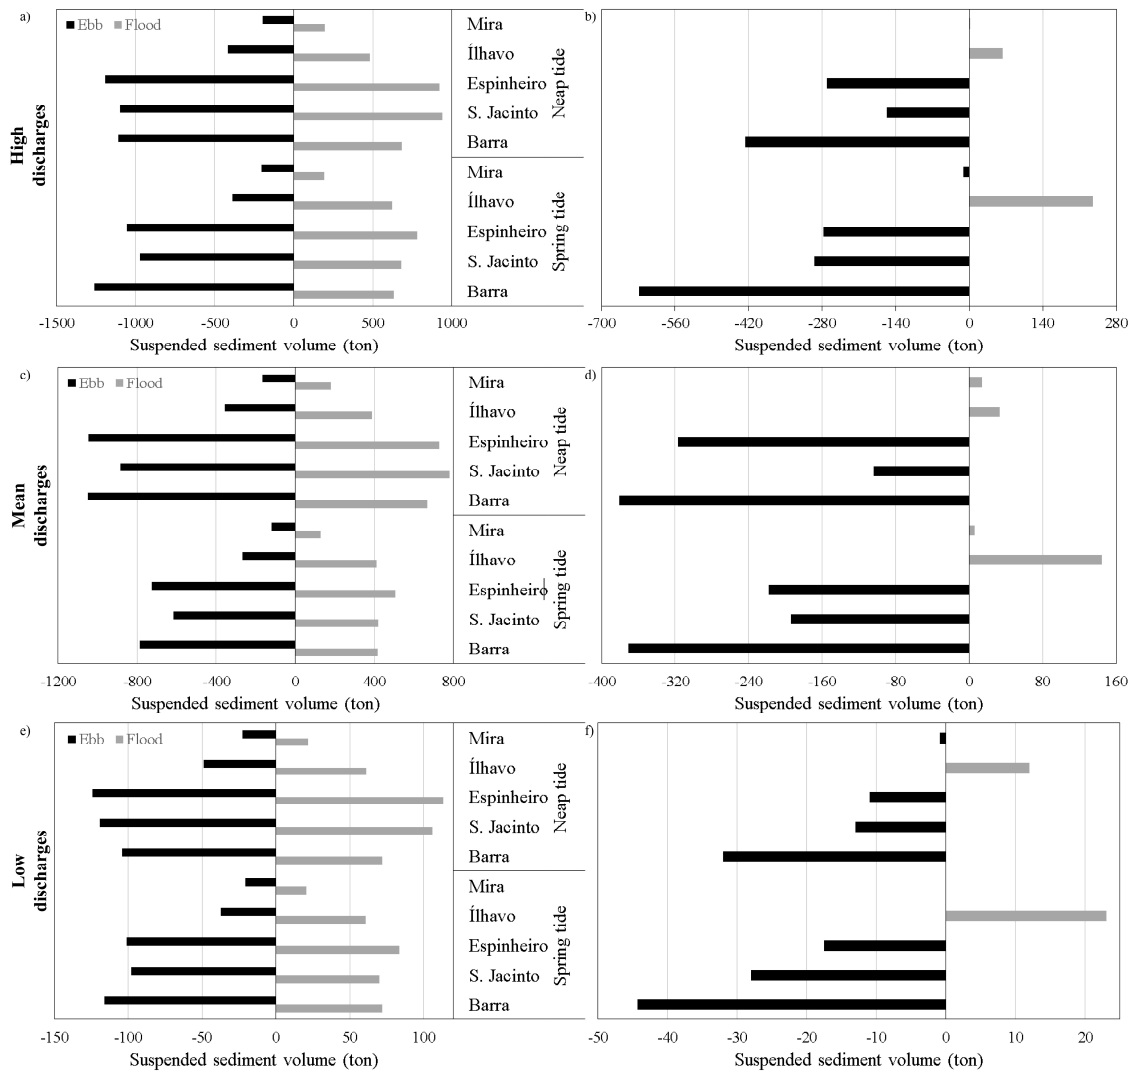 a)
Ebb Flood
High discharges
Mira
Ílhavo
Espinheiro
S. Jacinto
Barra
Neap tide
Mira
Ílhavo
Espinheiro
S. Jacinto
Barra
Spring tide
-1500 -1000 -500 0 500 1000
Suspended sediment volume (ton)
b)
-700 -560 -420 -280 -140 0 140 280
Suspended sediment volume (ton)
c)
Ebb Flood
Mean discharges
Mira
Ílhavo
Espinheiro
S. Jacinto
Barra
Neap tide
Mira
Ílhavo
Espinheiro
S. Jacinto
Barra
Spring tide
-1200 -800 -400 0 400 800
Suspended sediment volume (ton)
d)
-400 -320 -240 -160 -80 0 80 160
Suspended sediment volume (ton)
e)
Ebb Flood
Low discharges
Mira
Ílhavo
Espinheiro
S. Jacinto
Barra
Neap tide
Mira
Ílhavo
Espinheiro
S. Jacinto
Barra
Spring tide
-150 -100 -50 0 50 100
Suspended sediment volume (ton)
f)
-50 -40 -30 -20 -10 0 10 20
Suspended sediment volume (ton)